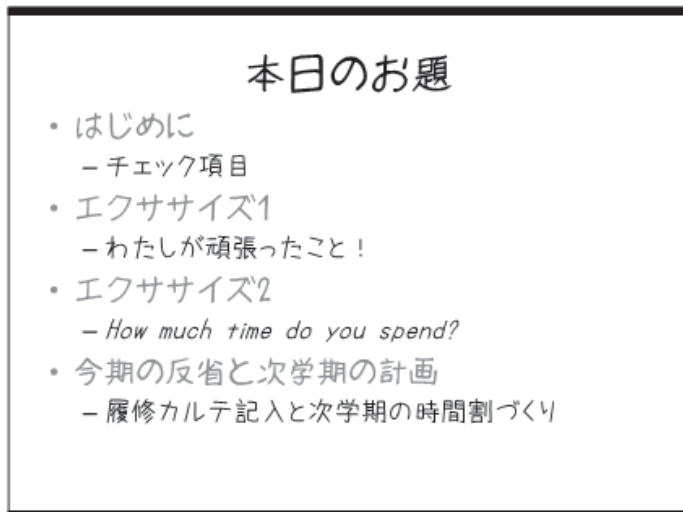 本日のお題
• はじめに
– チェック項目
• エクササイズ1
– わたしが頑張ったこと！
• エクササイズ2
– How much time do you spend?
• 今期の反省と次学期の計画
– 履修カルテ記入と次学期の時間割づくり